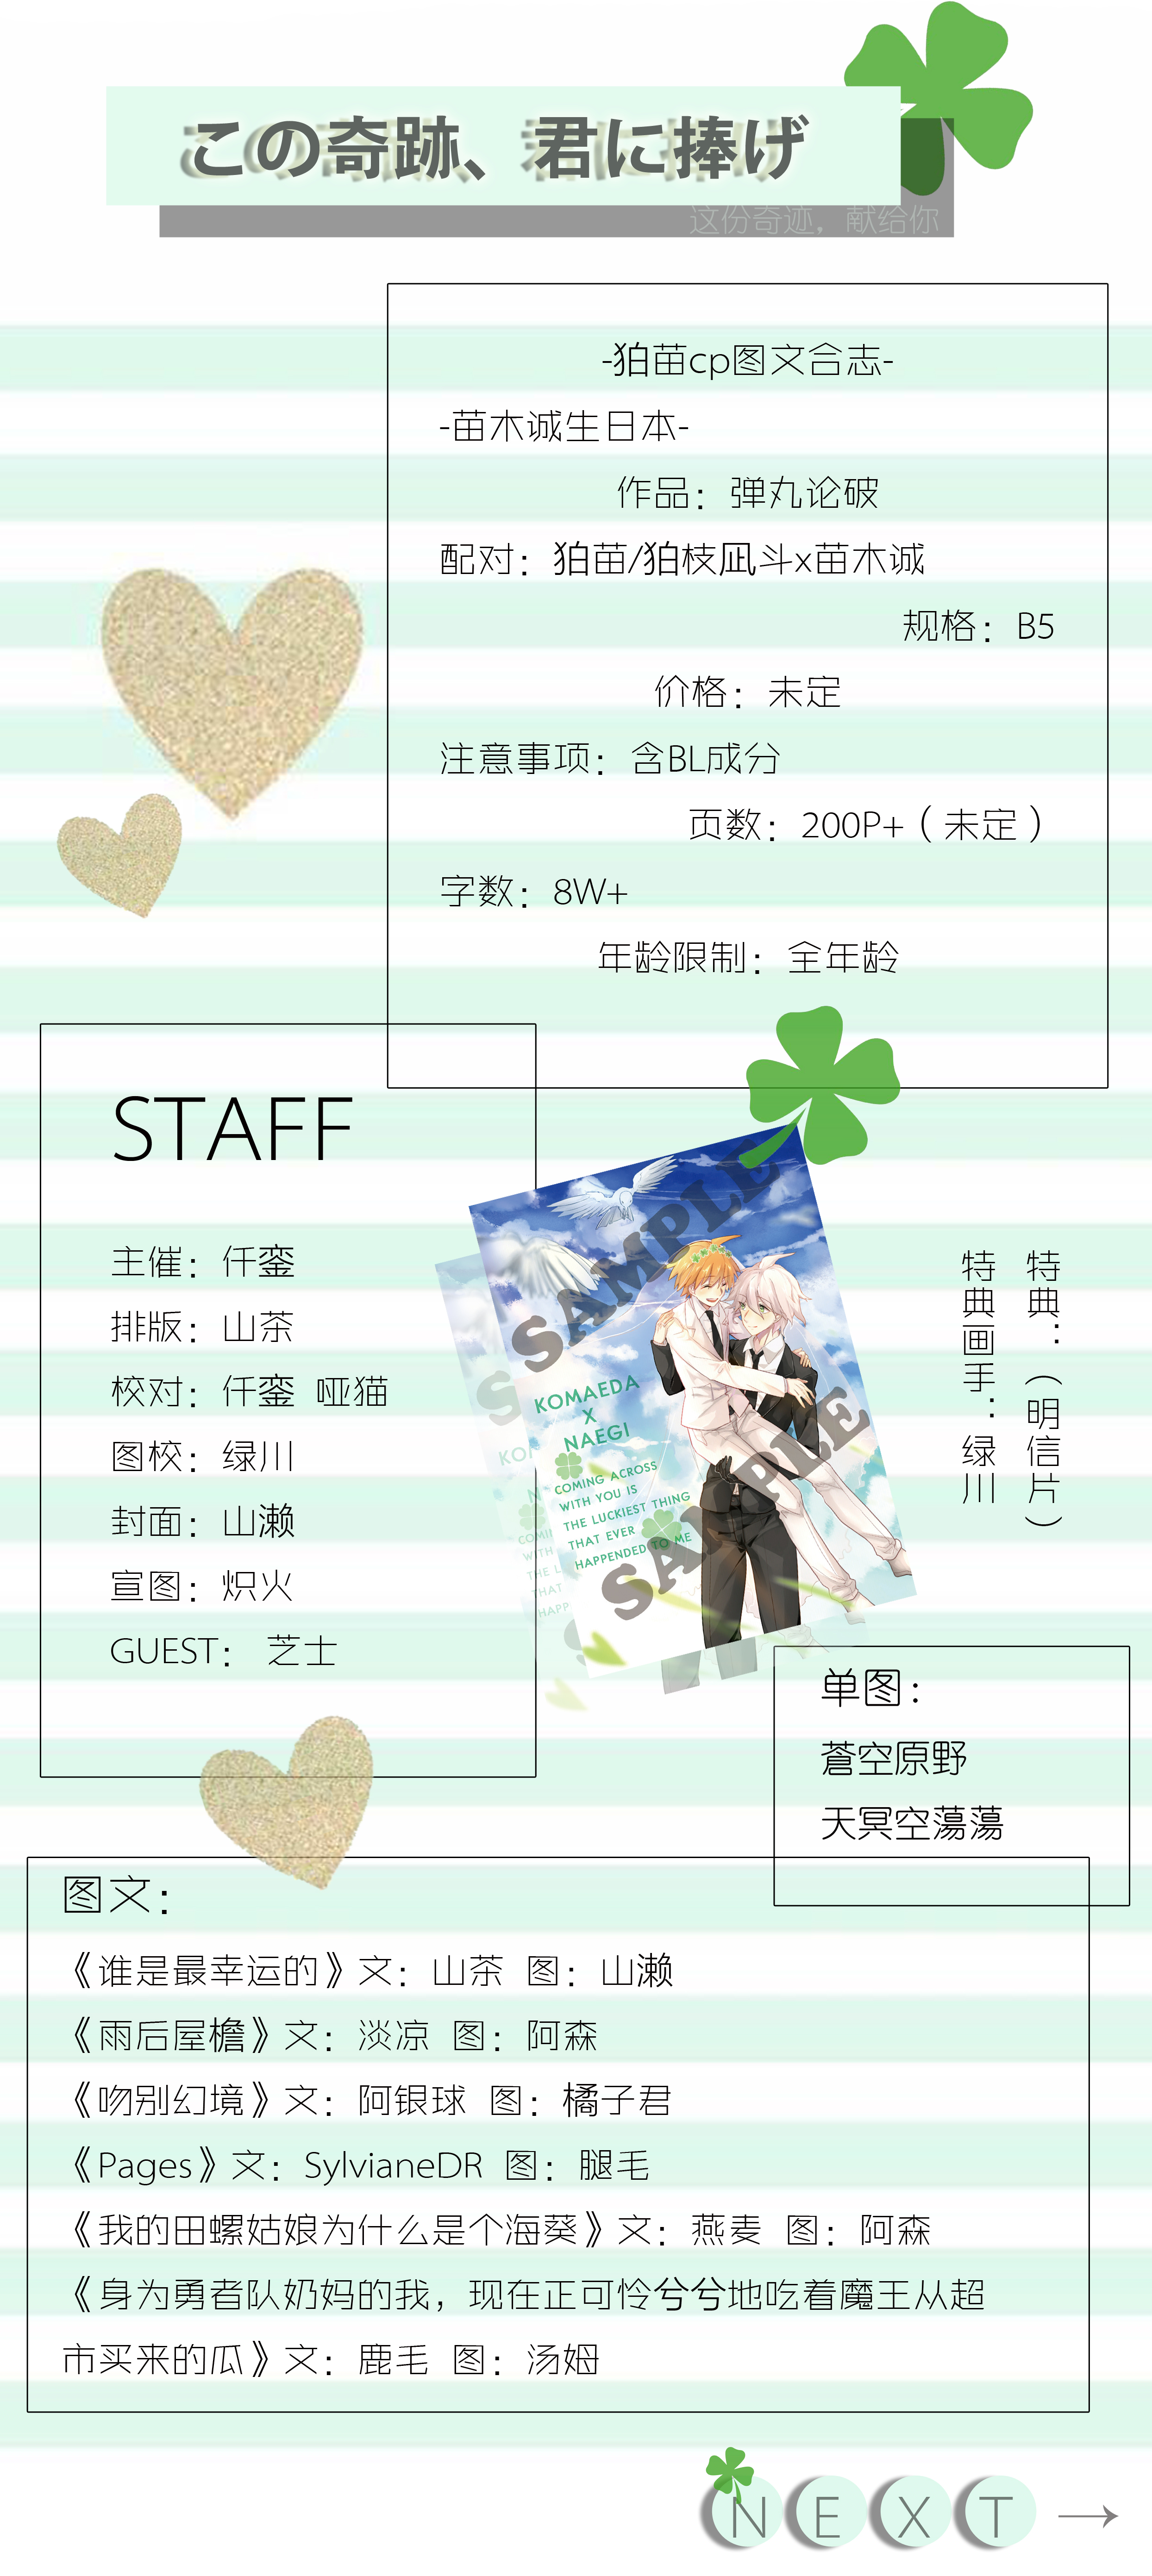 この奇跡、君に捧げ
这份奇迹，献给你
-狛苗cp图文合志-
-苗木诚生日本-
作品：弹丸论破
配对：狛苗/狛枝凪斗x苗木诚
规格：B5
价格：未定
注意事项：含BL成分
页数：200P+（未定）
字数：8W+
年龄限制：全年龄
STAFF
主催：仟銮
排版：山茶
校对：仟銮 哑猫
图校：绿川
封面：山濑
宣图：炽火
GUEST： 芝士
SAMPLE
KOMAEDA
X
NAEGI
COMING ACROSS
WITH YOU IS
THE LUCKIEST THING
THAT EVER
HAPPENED TO ME
SAMPLE
特典：（明信片）
特典画手：绿川
单图：
蒼空原野
天冥空蕩蕩
图文：
《谁是最幸运的》文：山茶 图：山濑
《雨后屋檐》文：淡凉 图：阿森
《吻别幻境》文：阿银球 图：橘子君
《Pages》文：SylvianeDR 图：腿毛
《我的田螺姑娘为什么是个海葵》文：燕麦 图：阿森
《身为勇者队奶妈的我，现在正可怜兮兮地吃着魔王从超
市买来的瓜》文：鹿毛 图：汤姆
NEXT→